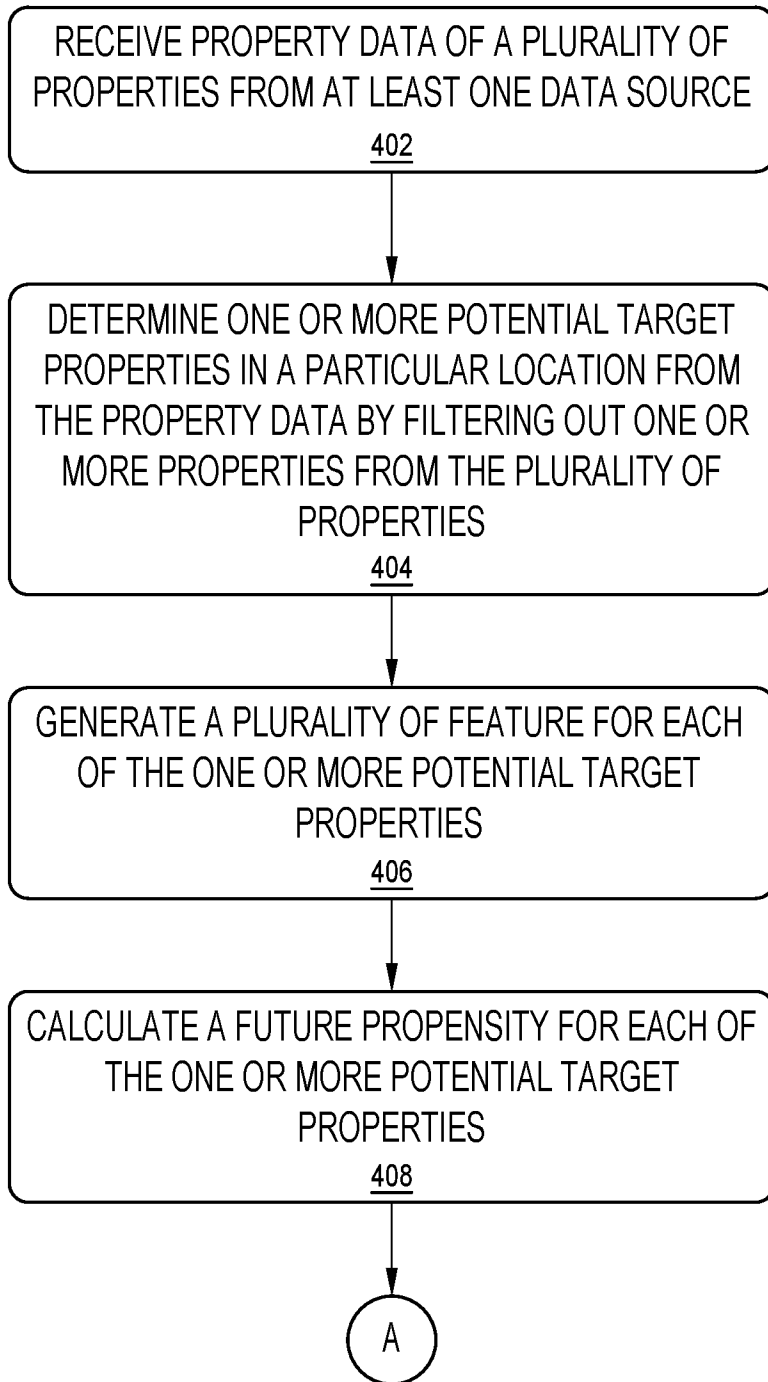 RECEIVE PROPERTY DATA OF A PLURALITY OF
PROPERTIES FROM AT LEAST ONE DATA SOURCE
402
DETERMINE ONE OR MORE POTENTIAL TARGET
PROPERTIES IN A PARTICULAR LOCATION FROM
THE PROPERTY DATA BY FILTERING OUT ONE OR
MORE PROPERTIES FROM THE PLURALITY OF
PROPERTIES
404
GENERATE A PLURALITY OF FEATURE FOR EACH
OF THE ONE OR MORE POTENTIAL TARGET
PROPERTIES
406
CALCULATE A FUTURE PROPENSITY FOR EACH OF
THE ONE OR MORE POTENTIAL TARGET
PROPERTIES
408
A